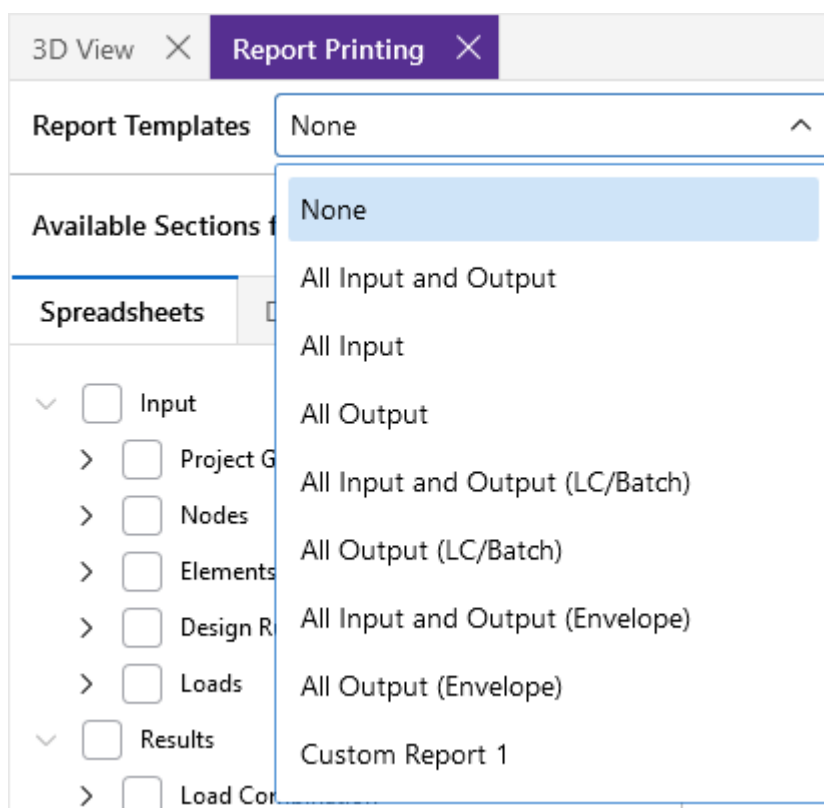 3D View Report Printing
Report Templates None
None
Available Sections
All Input and Output
Spreadsheets
All Input
Input
All Output
Project
All Input and Output (LC/Batch)
Nodes
All Output (LC/Batch)
Elements
All Input and Output (Envelope)
Design
Loads
All Output (Envelope)
Results
Custom Report 1
Load